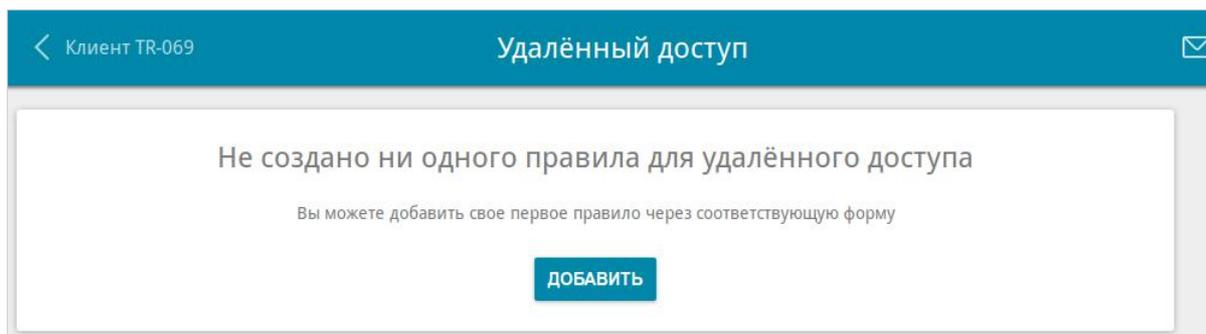 Клиент TR-069
Удалённый доступ
Не создано ни одного правила для удалённого доступа
Вы можете добавить свое первое правило через соответствующую форму
ДОБАВИТЬ